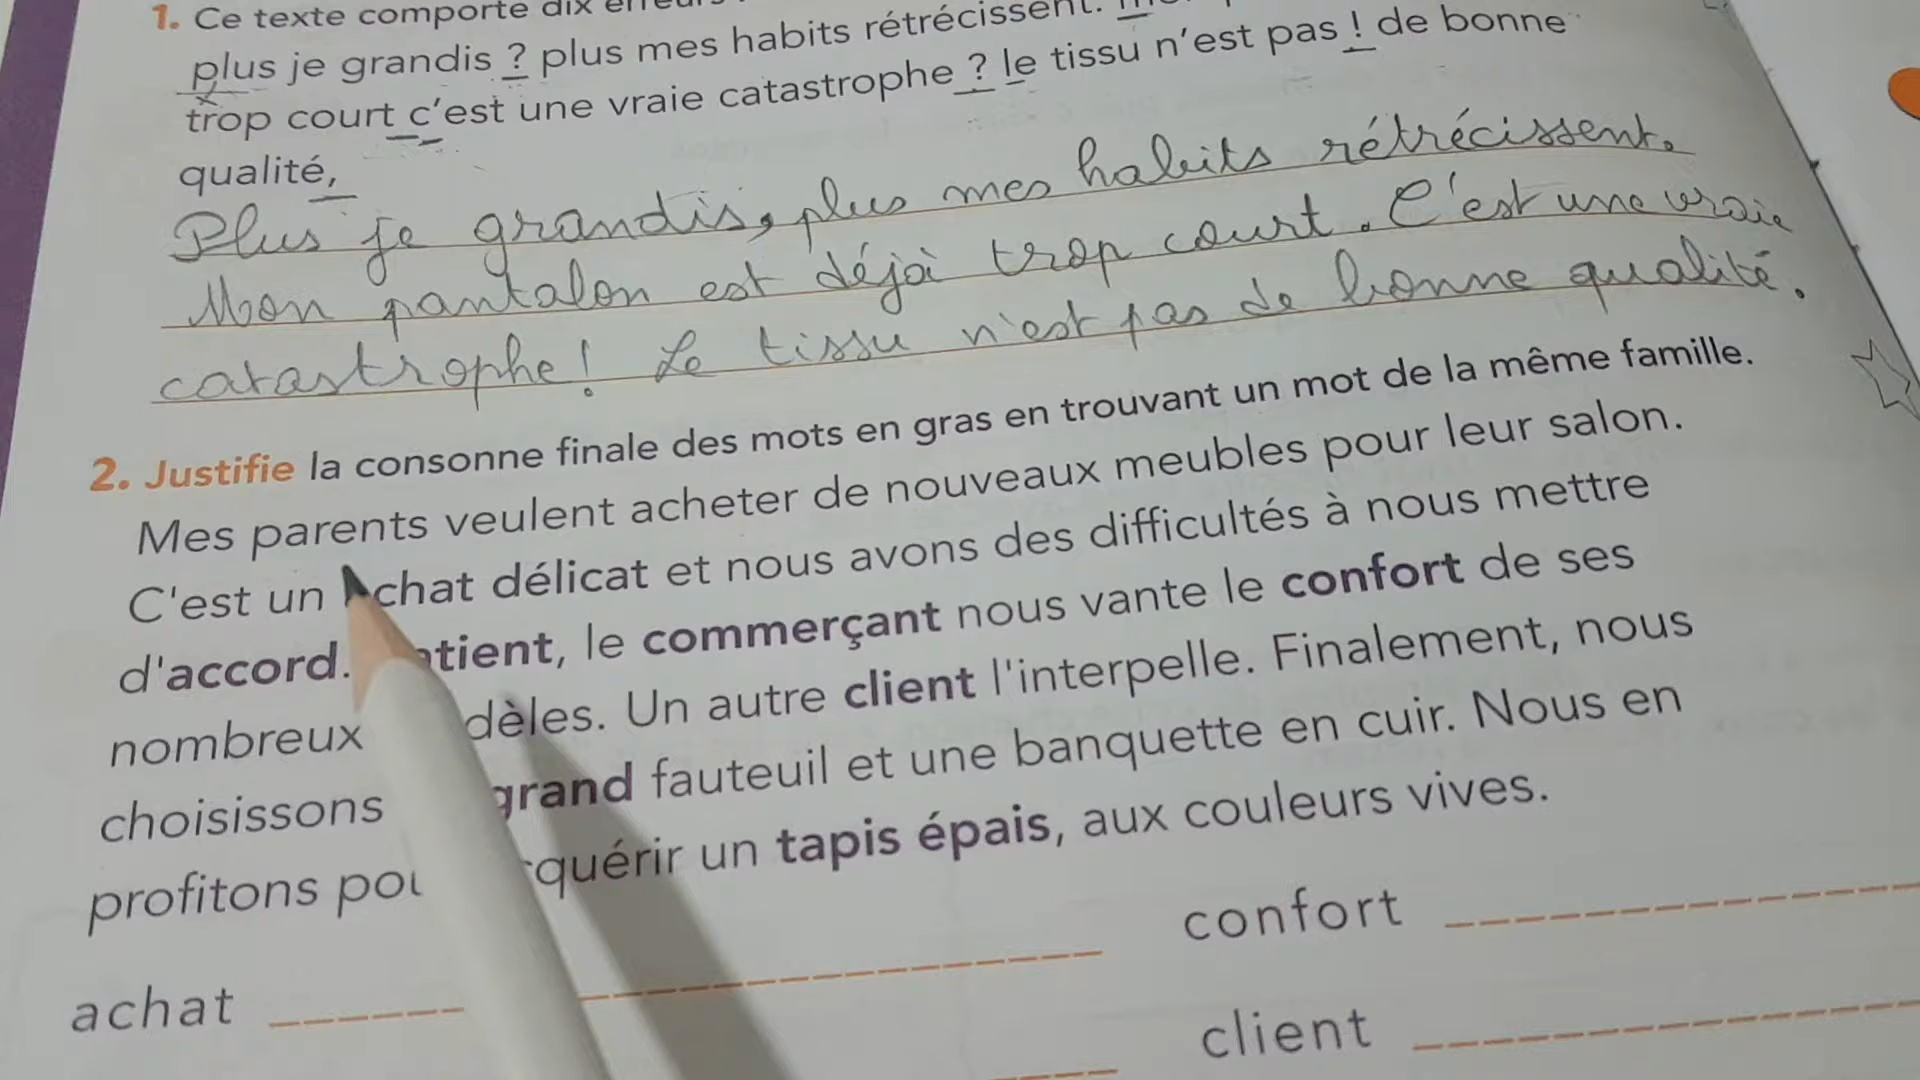 1. Ce texte comporte dix
plus je grandis ? plus mes habits rétrécissent.
trop court c'est une vraie catastrophe ? le tissu n'est pas ! de bonne
qualité,
Plus je grandis, plus mes habits rétrécissent.
Mon pantalon est déjà trop court. C'est une vraie
catastrophe! Le tissu n'est pas de bonne qualité.
2. Justifie la consonne finale des mots en gras en trouvant un mot de la même famille.
Mes parents veulent acheter de nouveaux meubles pour leur salon.
C'est un chat délicat et nous avons des difficultés à nous mettre
d'accord. tient, le commerçant nous vante le confort de ses
nombreux dèles. Un autre client l'interpelle. Finalement, nous
choisissons grand fauteuil et une banquette en cuir. Nous en
profitons quérir un tapis épais, aux couleurs vives.
achat
confort
client